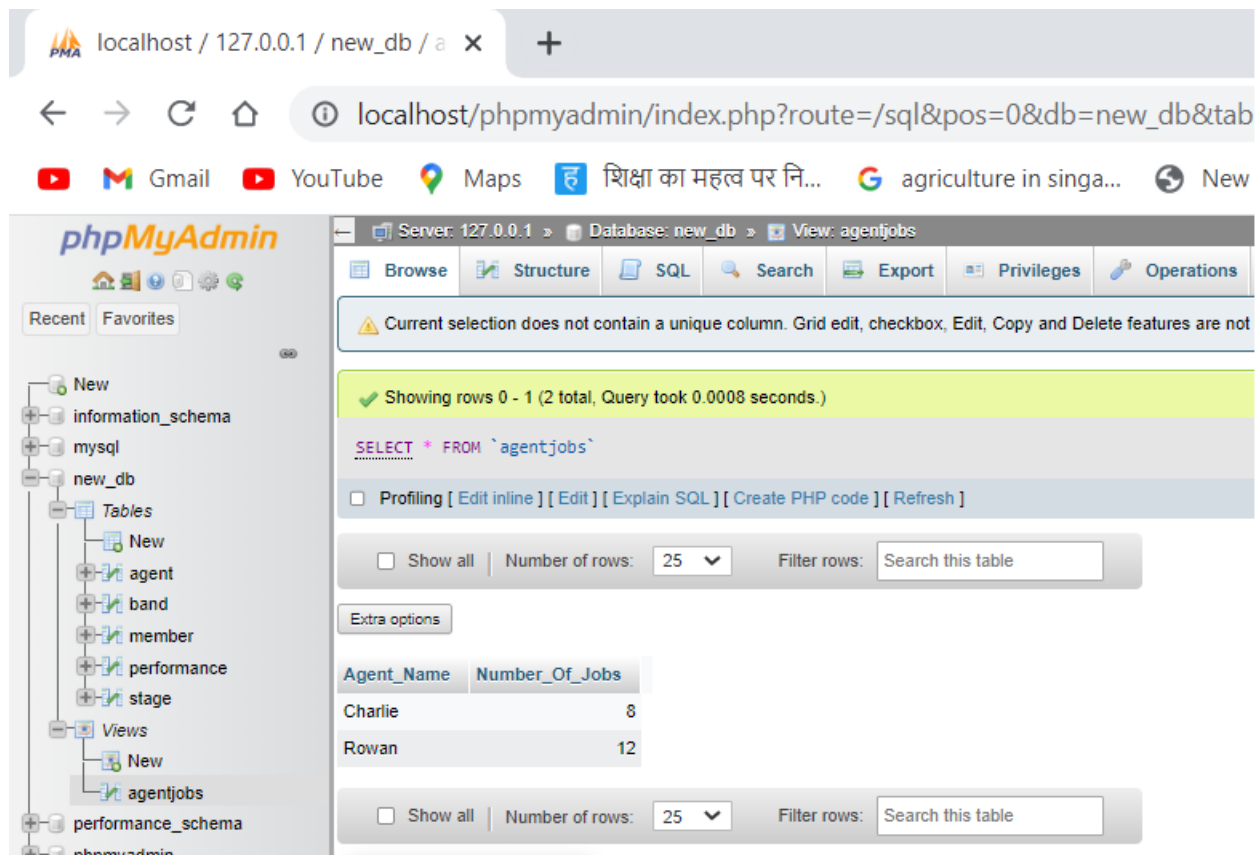 PMA localhost / 127.0.0.1 / new_db / a
localhost/phpmyadmin/index.php?route=/sql&pos=0&db=new_db&tab
Gmail YouTube Maps ह शिक्षा का महत्व पर नि... G agriculture in singa... New
phpMyAdmin
Recent Favorites
New
information_schema
mysql
new_db
Tables
New
agent
band
member
performance
stage
Views
New
agentjobs
performance_schema
phpmyadmin
Server: 127.0.0.1 » Database: new_db » View: agentjobs
Browse Structure SQL Search Export Privileges Operations
Current selection does not contain a unique column. Grid edit, checkbox, Edit, Copy and Delete features are not
Showing rows 0 - 1 (2 total, Query took 0.0008 seconds.)
SELECT * FROM `agentjobs`
Profiling [ Edit inline ] [ Edit ] [ Explain SQL ] [ Create PHP code ] [ Refresh ]
Show all | Number of rows: 25 Filter rows: Search this table
Extra options
Agent_Name Number_Of_Jobs
Charlie 8
Rowan 12
Show all | Number of rows: 25 Filter rows: Search this table